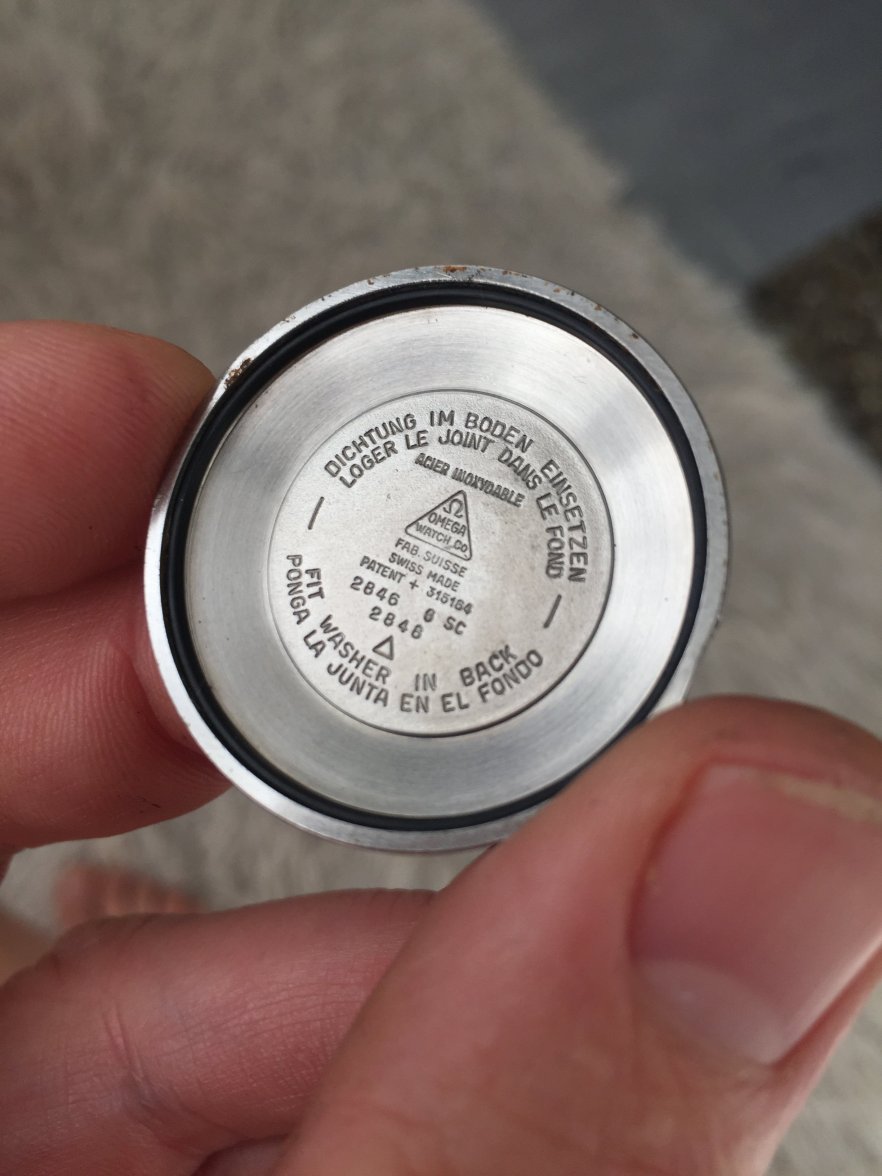 DICHTUNG IM BODEN EINSETZEN
LOGER LE JOINT DANS LE FOND
ACIER INOXYDABLE
Ω
OMEGA
WATCH Co
FAB. SUISSE
SWISS MADE
PATENT + 315164
2846 6 SC
2848
FIT WASHER IN BACK
PONGA LA JUNTA EN EL FONDO